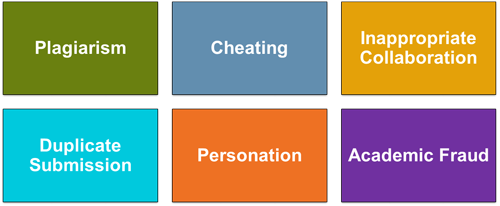 Plagiarism
Cheating
Inappropriate
Collaboration
Duplicate
Submission
Personation
Academic Fraud